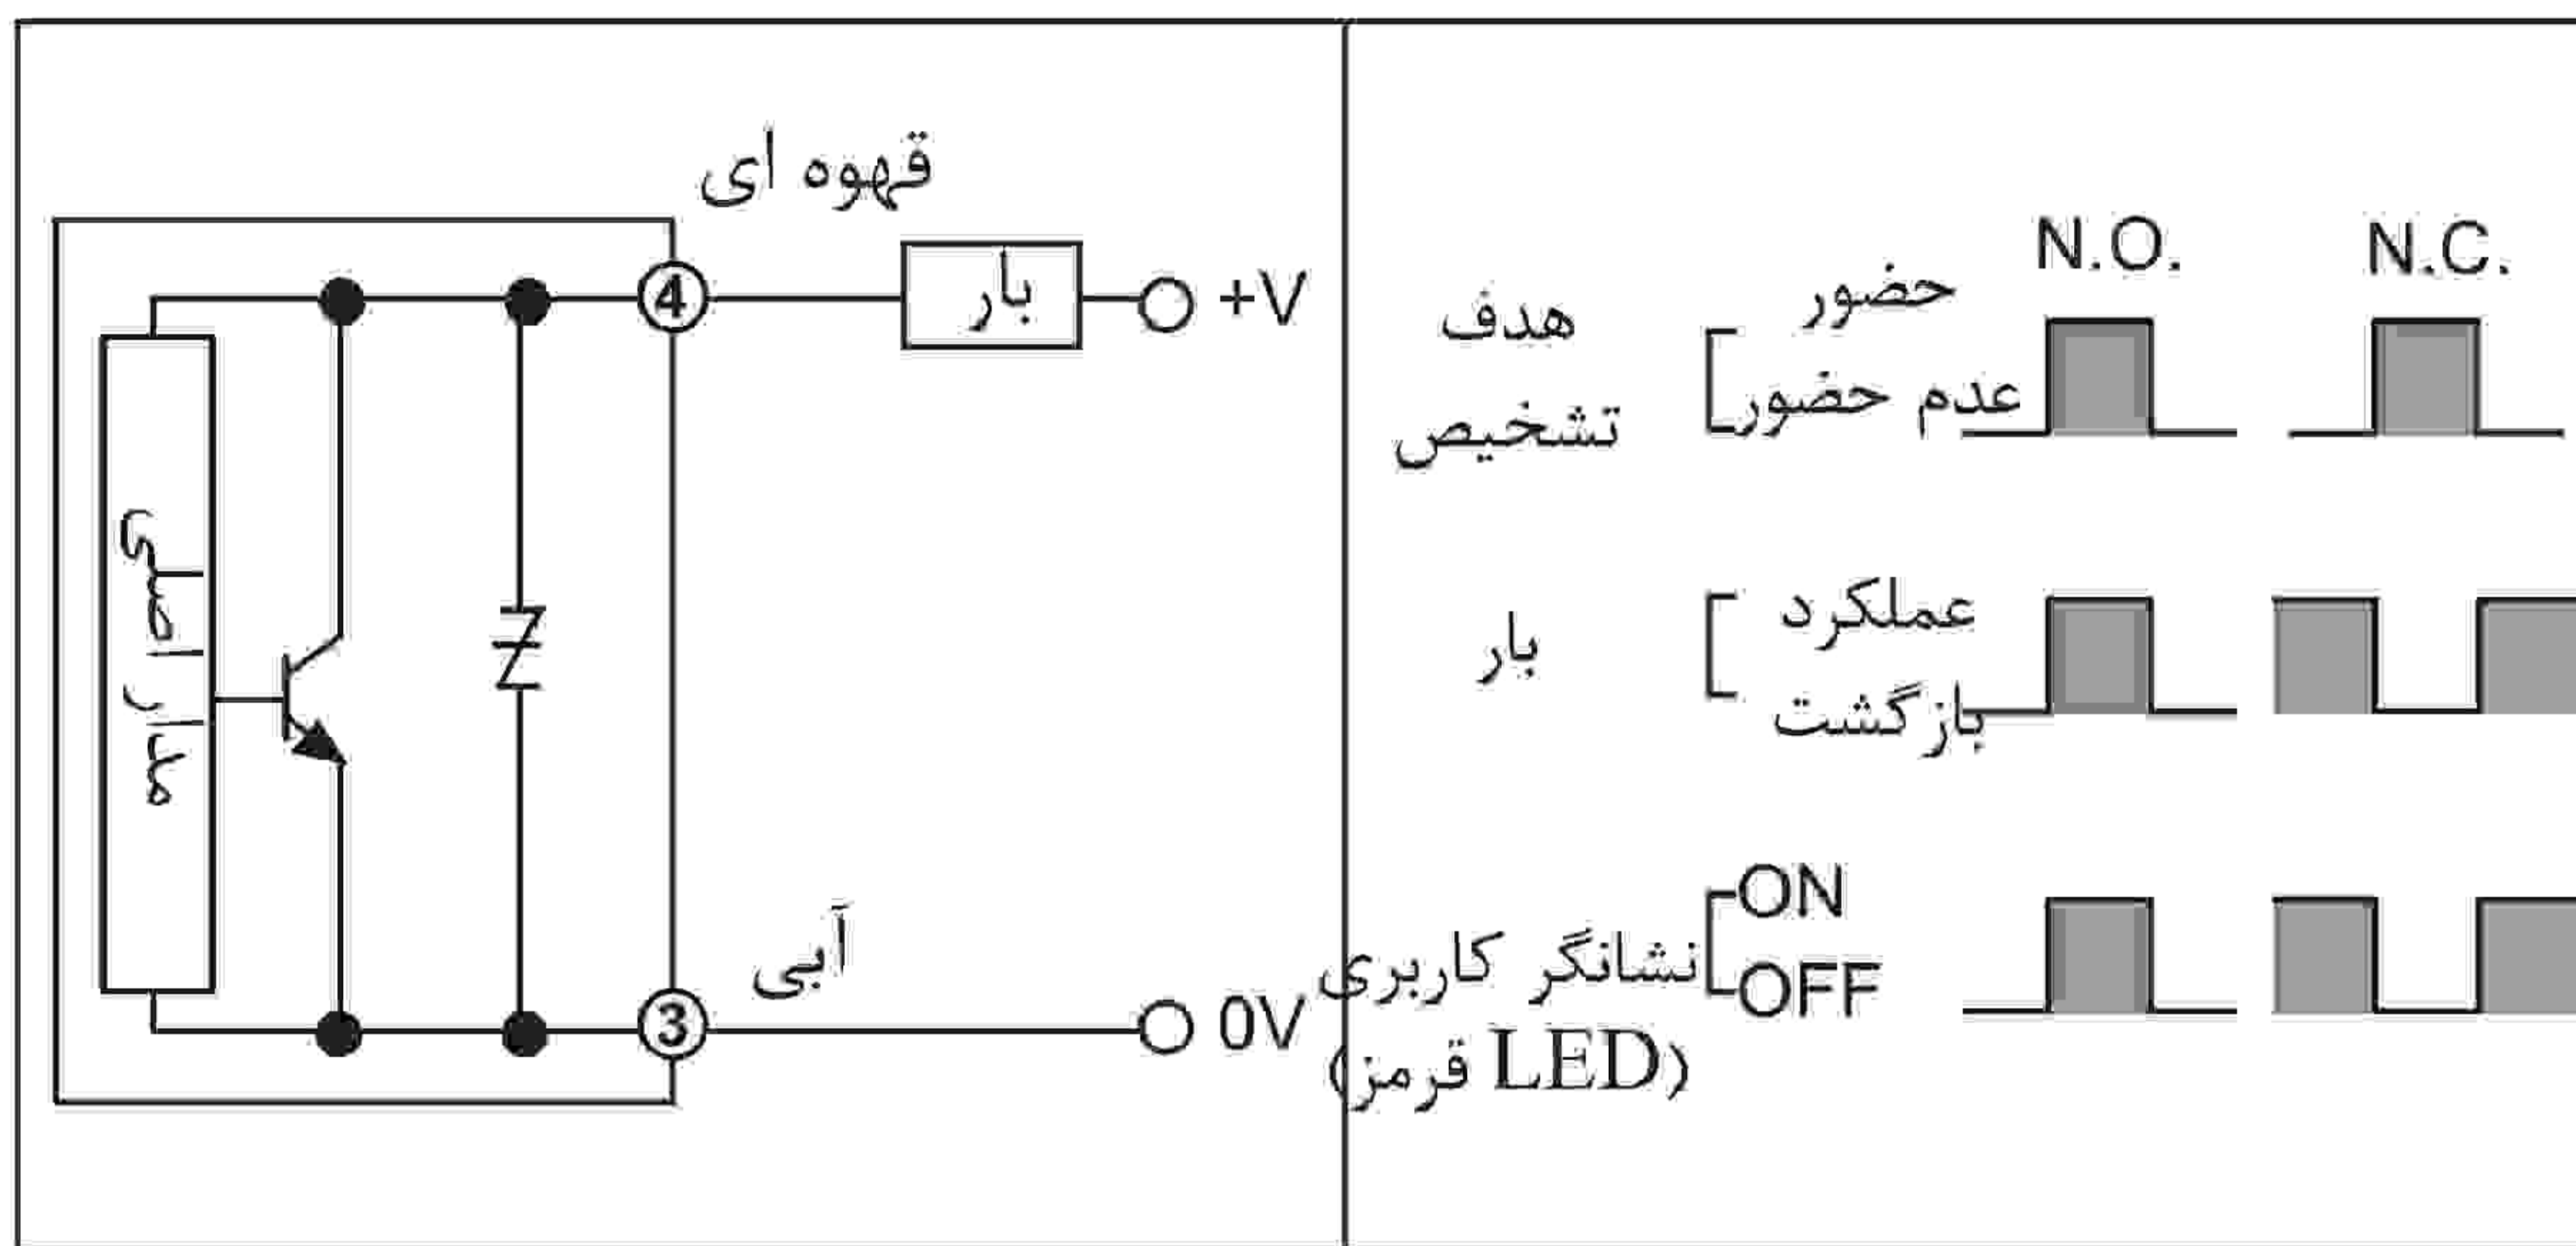 قهوه ای
④
بار
+V
مدار اصلی
آبی
③
0V
N.O.
N.C.
هدف
تشخیص
حضور
عدم حضور
بار
عملکرد
بازگشت
نشانگر کاربری
(LED قرمز)
ON
OFF